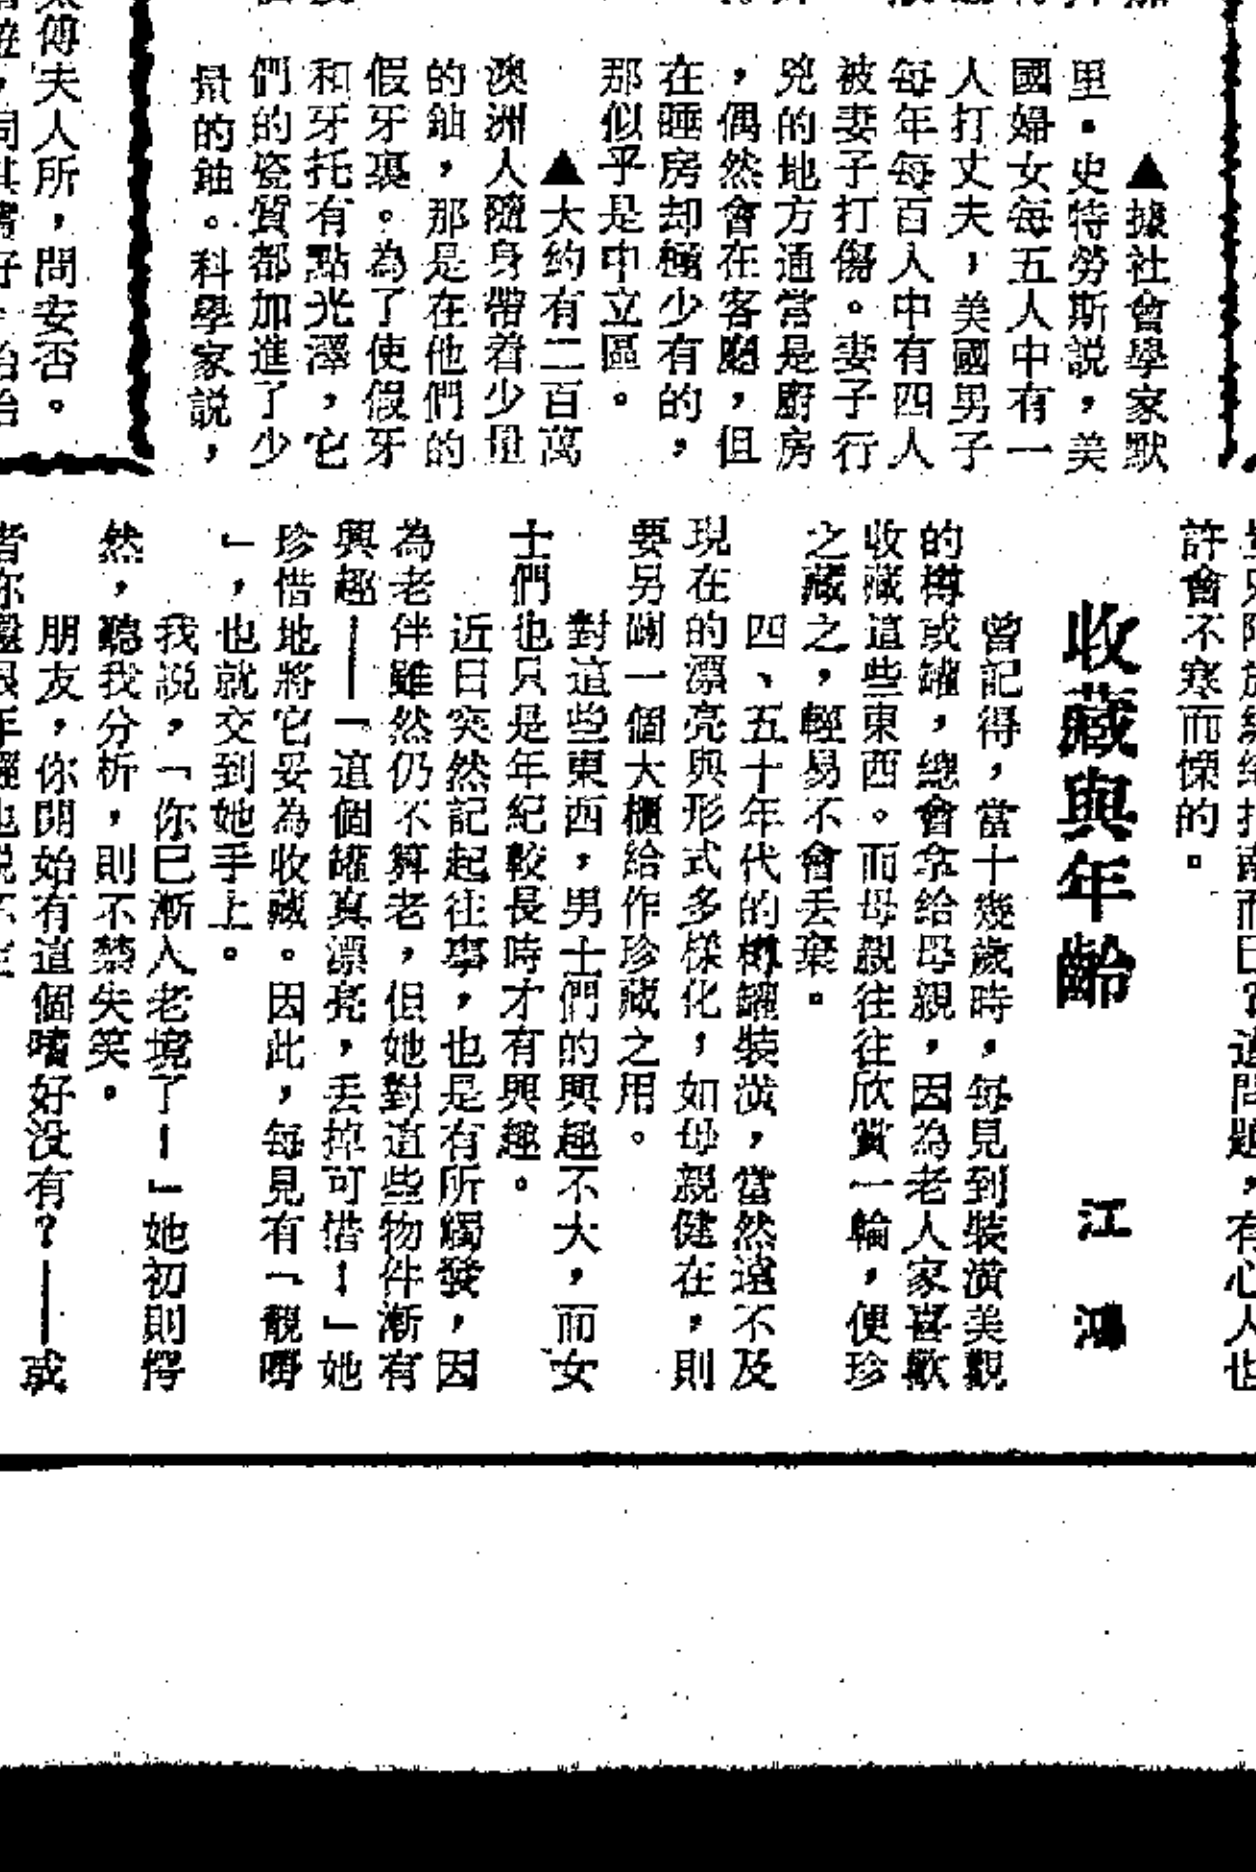 ▲據社會學家默
里・史特勞斯説，美
國婦女每五人中有一
人打丈夫，美國男子
每年每百人中有四人
被妻子打傷。妻子行
兇的地方通常是廚房
，偶然會在客廳，但
在睡房却極少有的，
那似乎是中立區。
▲大約有二百萬
澳洲人隨身帶着少量
的鈾，那是在他們的
假牙裏。為了使假牙
和牙托有點光澤，它
們的瓷質都加進了少
量的鈾。科學家説，
傅夫人所，問安否。
許會不寒而慄的。
收藏與年齡
江鴻
曾記得，當十幾歲時，每見到裝潢美觀
的樽或罐，總會拿給母親，因為老人家喜歡
收藏這些東西。而母親往往欣賞一輪，便珍
之藏之，輕易不會丢棄。
四、五十年代的樽罐裝潢，當然遠不及
現在的漂亮與形式多樣化，如母親健在，則
要另闢一個大櫃給作珍藏之用。
對這些東西，男士們的興趣不大，而女
士們也只是年紀較長時才有興趣。
近日突然記起往事，也是有所觸發，因
為老伴雖然仍不算老，但她對這些物件漸有
興趣——「這個罐真漂亮，丢掉可惜！」她
珍惜地將它妥為收藏。因此，每見有「靚嘢
」，也就交到她手上。
我説，「你已漸入老境了！」她初則愕
然，聽我分析，則不禁失笑。
朋友，你開始有這個嗜好没有？——或